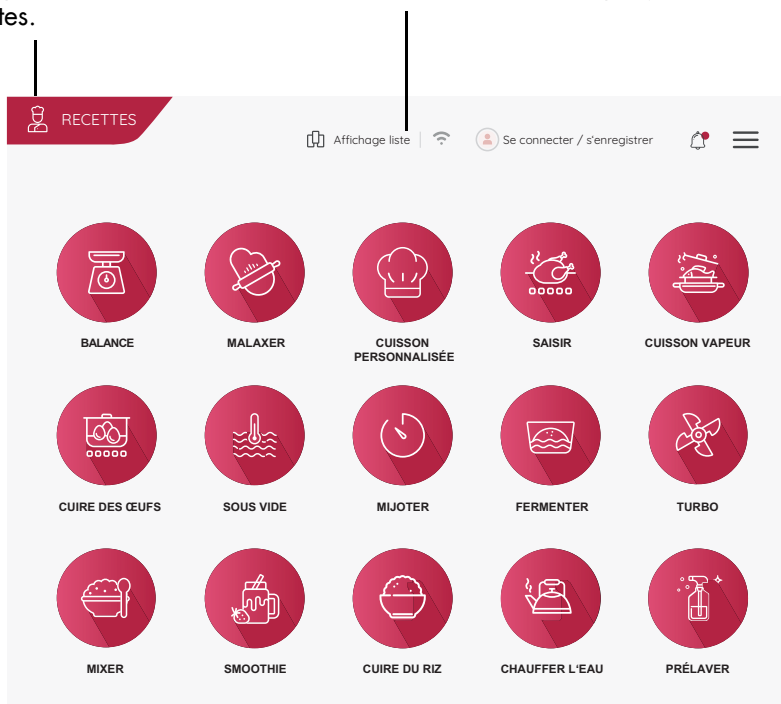 tes.
RECETTES
Affichage liste
Se connecter / s'enregistrer
BALANCE
MALAXER
CUISSON
PERSONNALISÉE
SAISIR
CUISSON VAPEUR
CUIRE DES ŒUFS
SOUS VIDE
MIJOTER
FERMENTER
TURBO
MIXER
SMOOTHIE
CUIRE DU RIZ
CHAUFFER L'EAU
PRÉLAVER